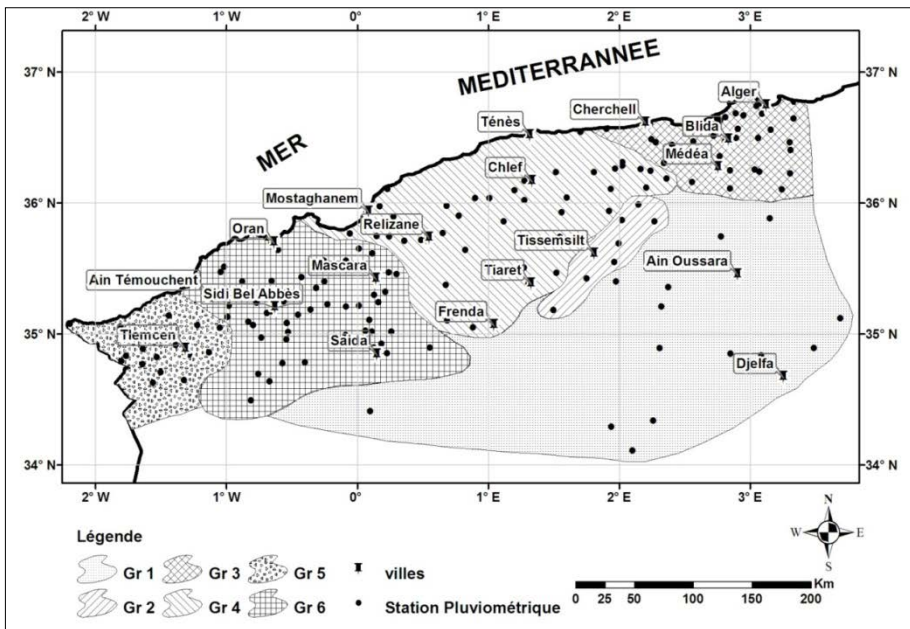 2° W 1° W 0° 1° E 2° E 3° E
37° N 37° N
MER MEDITERRANNEE
Alger
Cherchell
Blida
Ténès
Médéa
Chlef
36° N 36° N
Mostaghanem
Relizane
Oran
Tissemsilt
Ain Oussara
Mascara
Tiaret
Ain Témouchent
Sidi Bel Abbès
Frenda
35° N 35° N
Tlemcen
Saida
Djelfa
34° N 34° N
2° W 1° W 0° 1° E 2° E 3° E
Légende
N
W E
S
Gr 1 Gr 3 Gr 5 villes
Gr 2 Gr 4 Gr 6 Station Pluviométrique
Km
0 25 50 100 150 200